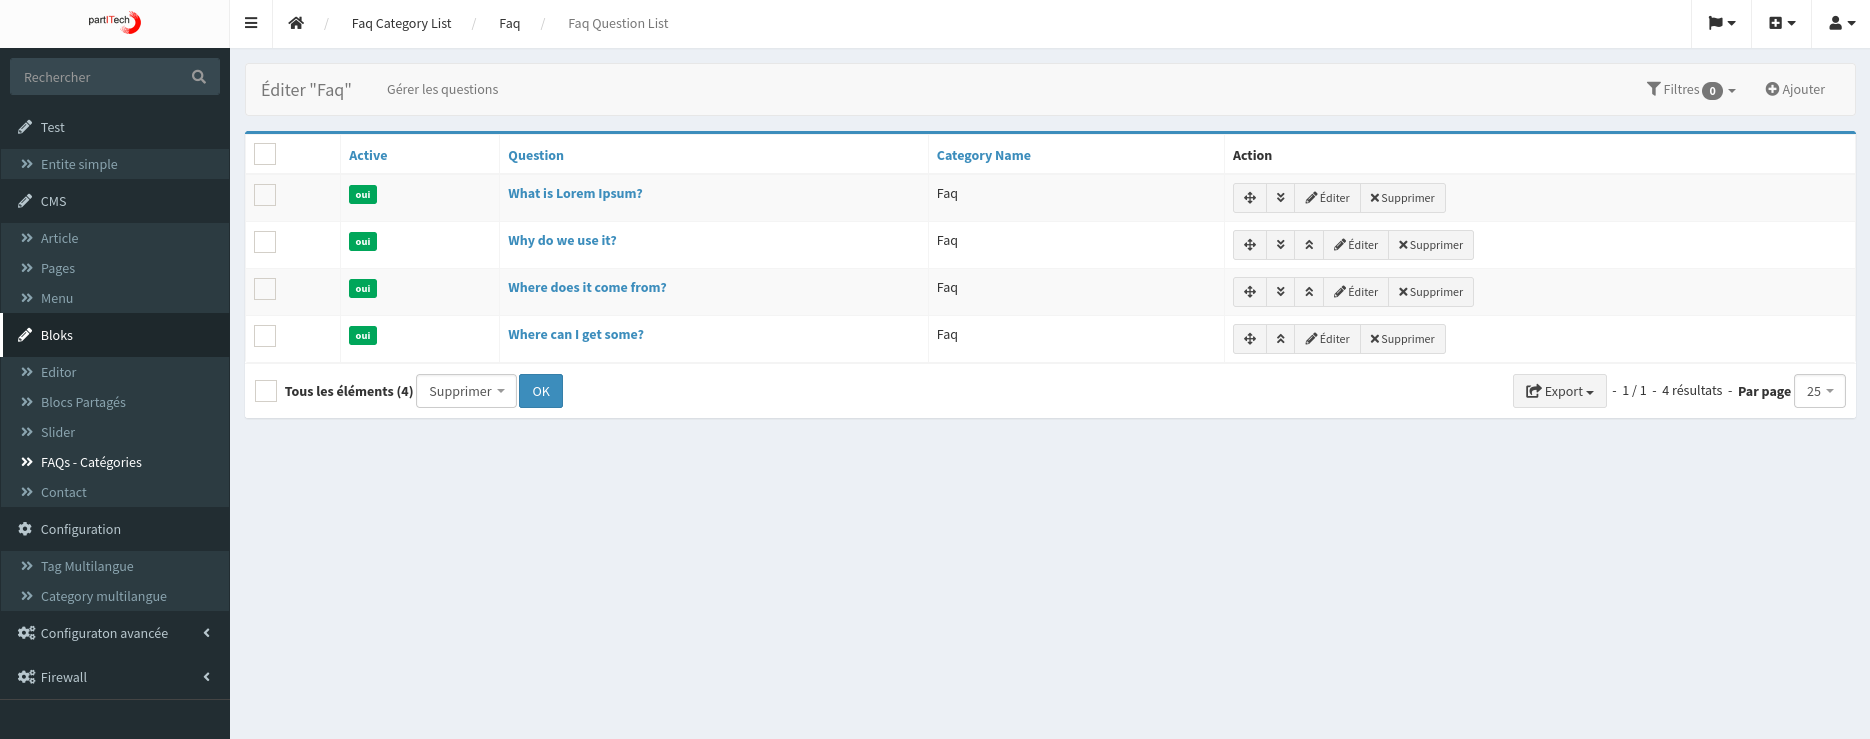 partITech
Faq Category List / Faq / Faq Question List
Rechercher
Test
Entite simple
CMS
Article
Pages
Menu
Bloks
Editor
Blocs Partagés
Slider
FAQs - Catégories
Contact
Configuration
Tag Multilangue
Category multilangue
Configuraton avancée
Firewall
Éditer "Faq" Gérer les questions Filtres 0 Ajouter
Active Question Category Name Action
oui What is Lorem Ipsum? Faq Éditer Supprimer
oui Why do we use it? Faq Éditer Supprimer
oui Where does it come from? Faq Éditer Supprimer
oui Where can I get some? Faq Éditer Supprimer
Tous les éléments (4) Supprimer OK Export - 1 / 1 - 4 résultats - Par page 25